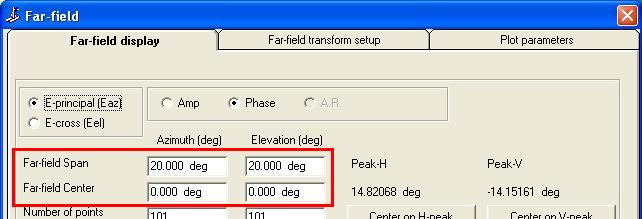 Far-field
Far-field display Far-field transform setup Plot parameters
E-principal (Eaz) Amp Phase A.R.
E-cross (Eel)
Azimuth (deg) Elevation (deg)
Far-field Span 20.000 deg 20.000 deg Peak-H Peak-V
Far-field Center 0.000 deg 0.000 deg 14.82068 deg -14.15161 deg
Number of points 101 101 Center on H-peak Center on V-peak